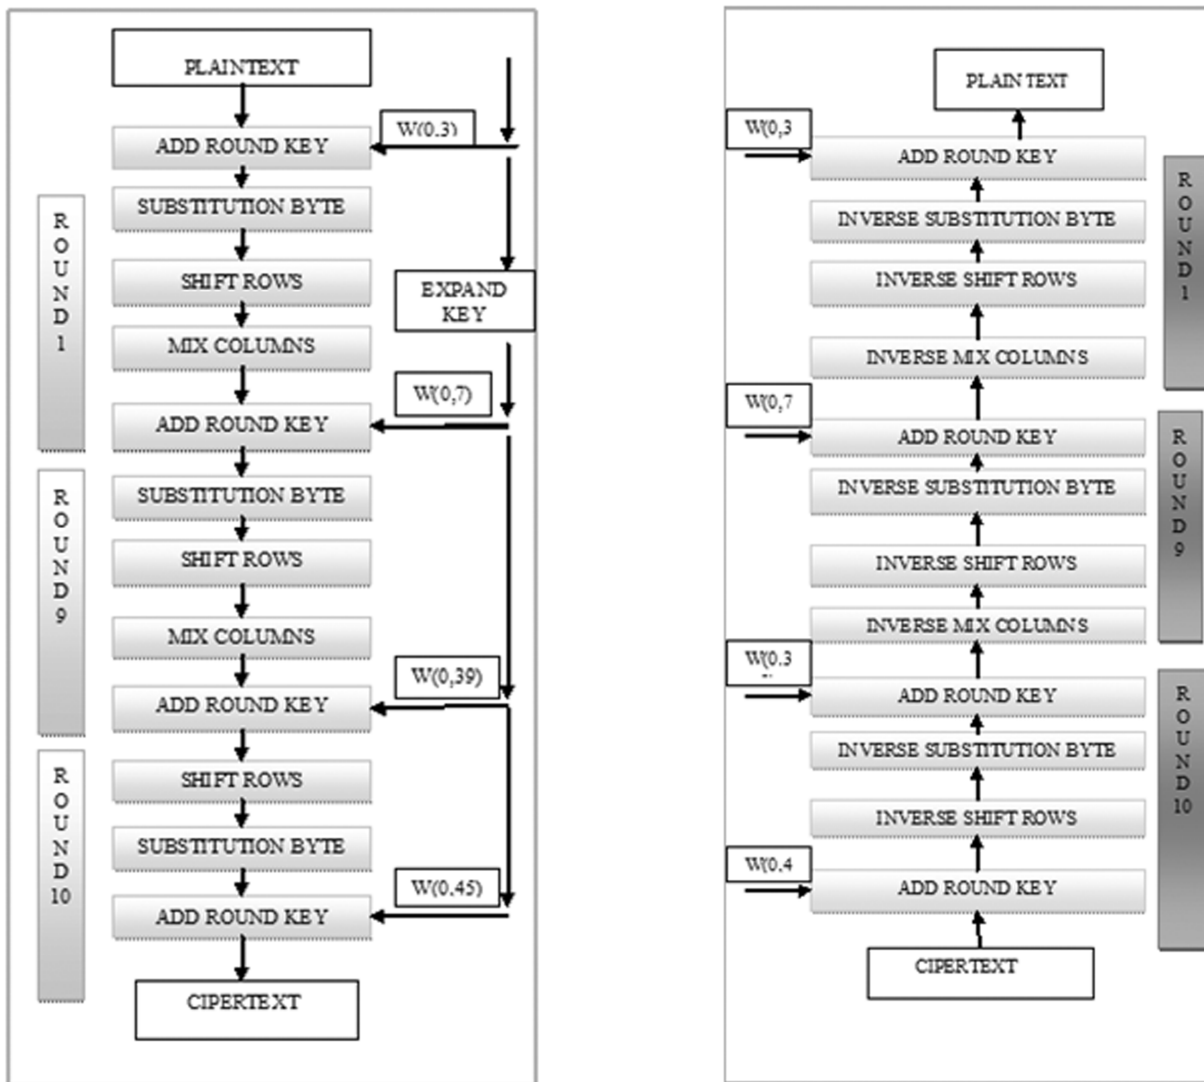 PLAINTEXT
W(0,3)
ADD ROUND KEY
SUBSTITUTION BYTE
SHIFT ROWS
EXPAND
KEY
MIX COLUMNS
W(0,7)
ADD ROUND KEY
ROUND 1
SUBSTITUTION BYTE
SHIFT ROWS
MIX COLUMNS
W(0,39)
ADD ROUND KEY
ROUND 9
SHIFT ROWS
SUBSTITUTION BYTE
W(0,45)
ADD ROUND KEY
ROUND 10
CIPERTEXT
PLAINTEXT
W(0,3
ADD ROUND KEY
INVERSE SUBSTITUTION BYTE
INVERSE SHIFT ROWS
INVERSE MIX COLUMNS
ROUND 1
W(0,7
ADD ROUND KEY
INVERSE SUBSTITUTION BYTE
INVERSE SHIFT ROWS
INVERSE MIX COLUMNS
ROUND 9
W(0,3
ADD ROUND KEY
INVERSE SUBSTITUTION BYTE
INVERSE SHIFT ROWS
W(0,4
ADD ROUND KEY
ROUND 10
CIPERTEXT